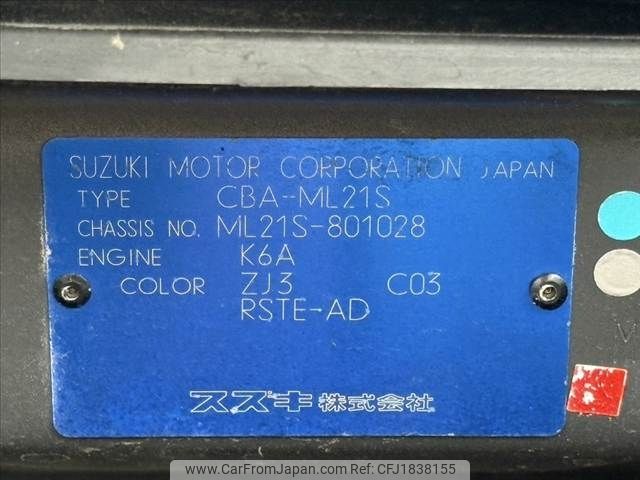 SUZUKI MOTOR CORPORATION JAPAN
TYPE CBA-ML21S
CHASSIS NO. ML21S-801028
ENGINE K6A
COLOR ZJ3 C03
RSTE-AD
スズキ株式会社
www.CarFromJapan.com Ref:CFJ1838155